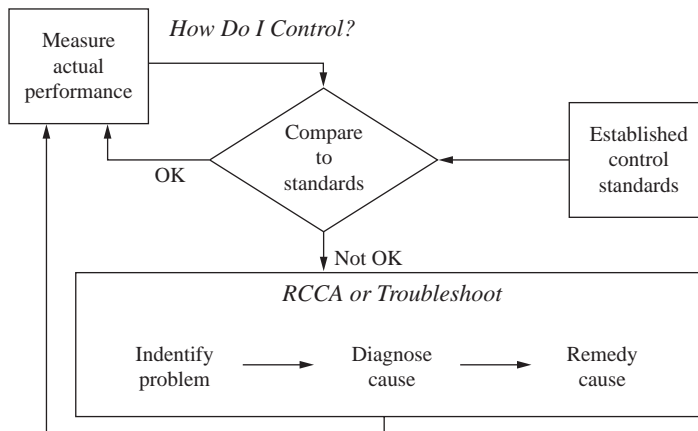 How Do I Control?
Measure
actual
performance
Compare
to
standards
Established
control
standards
OK
Not OK
RCCA or Troubleshoot
Indentify
problem
Diagnose
cause
Remedy
cause